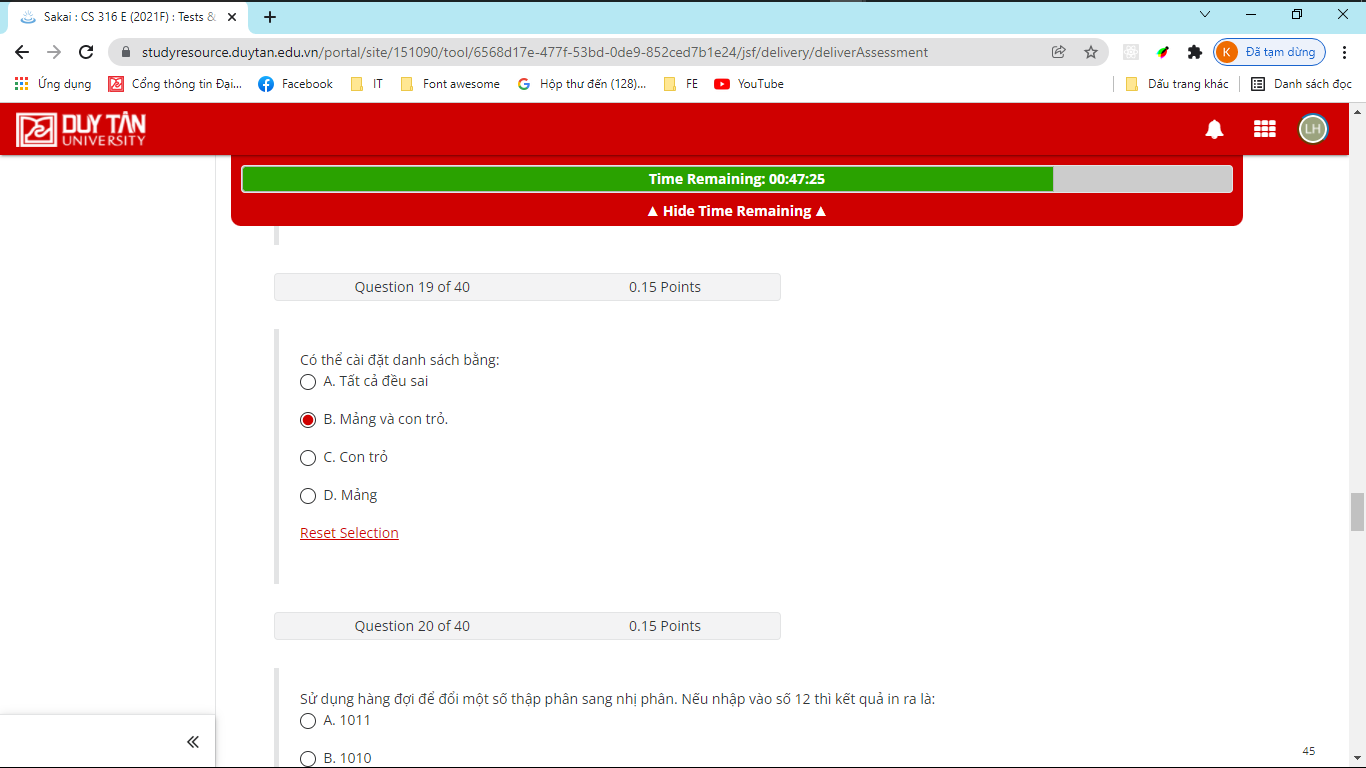 Sakai : CS 316 E (2021F) : Tests &
studyresource.duytan.edu.vn/portal/site/151090/tool/6568d17e-477f-53bd-0de9-852ced7b1e24/jsf/delivery/deliverAssessment
K Đã tạm dừng
Ứng dụng Cổng thông tin Đại... Facebook IT Font awesome Hộp thư đến (128)... FE YouTube Dấu trang khác Danh sách đọc
DUY TÂN
UNIVERSITY
LH
Time Remaining: 00:47:25
▲ Hide Time Remaining ▲
Question 19 of 40 0.15 Points
Có thể cài đặt danh sách bằng:
A. Tất cả đều sai
B. Mảng và con trỏ.
C. Con trỏ
D. Mảng
Reset Selection
Question 20 of 40 0.15 Points
Sử dụng hàng đợi để đổi một số thập phân sang nhị phân. Nếu nhập vào số 12 thì kết quả in ra là:
A. 1011
B. 1010
45